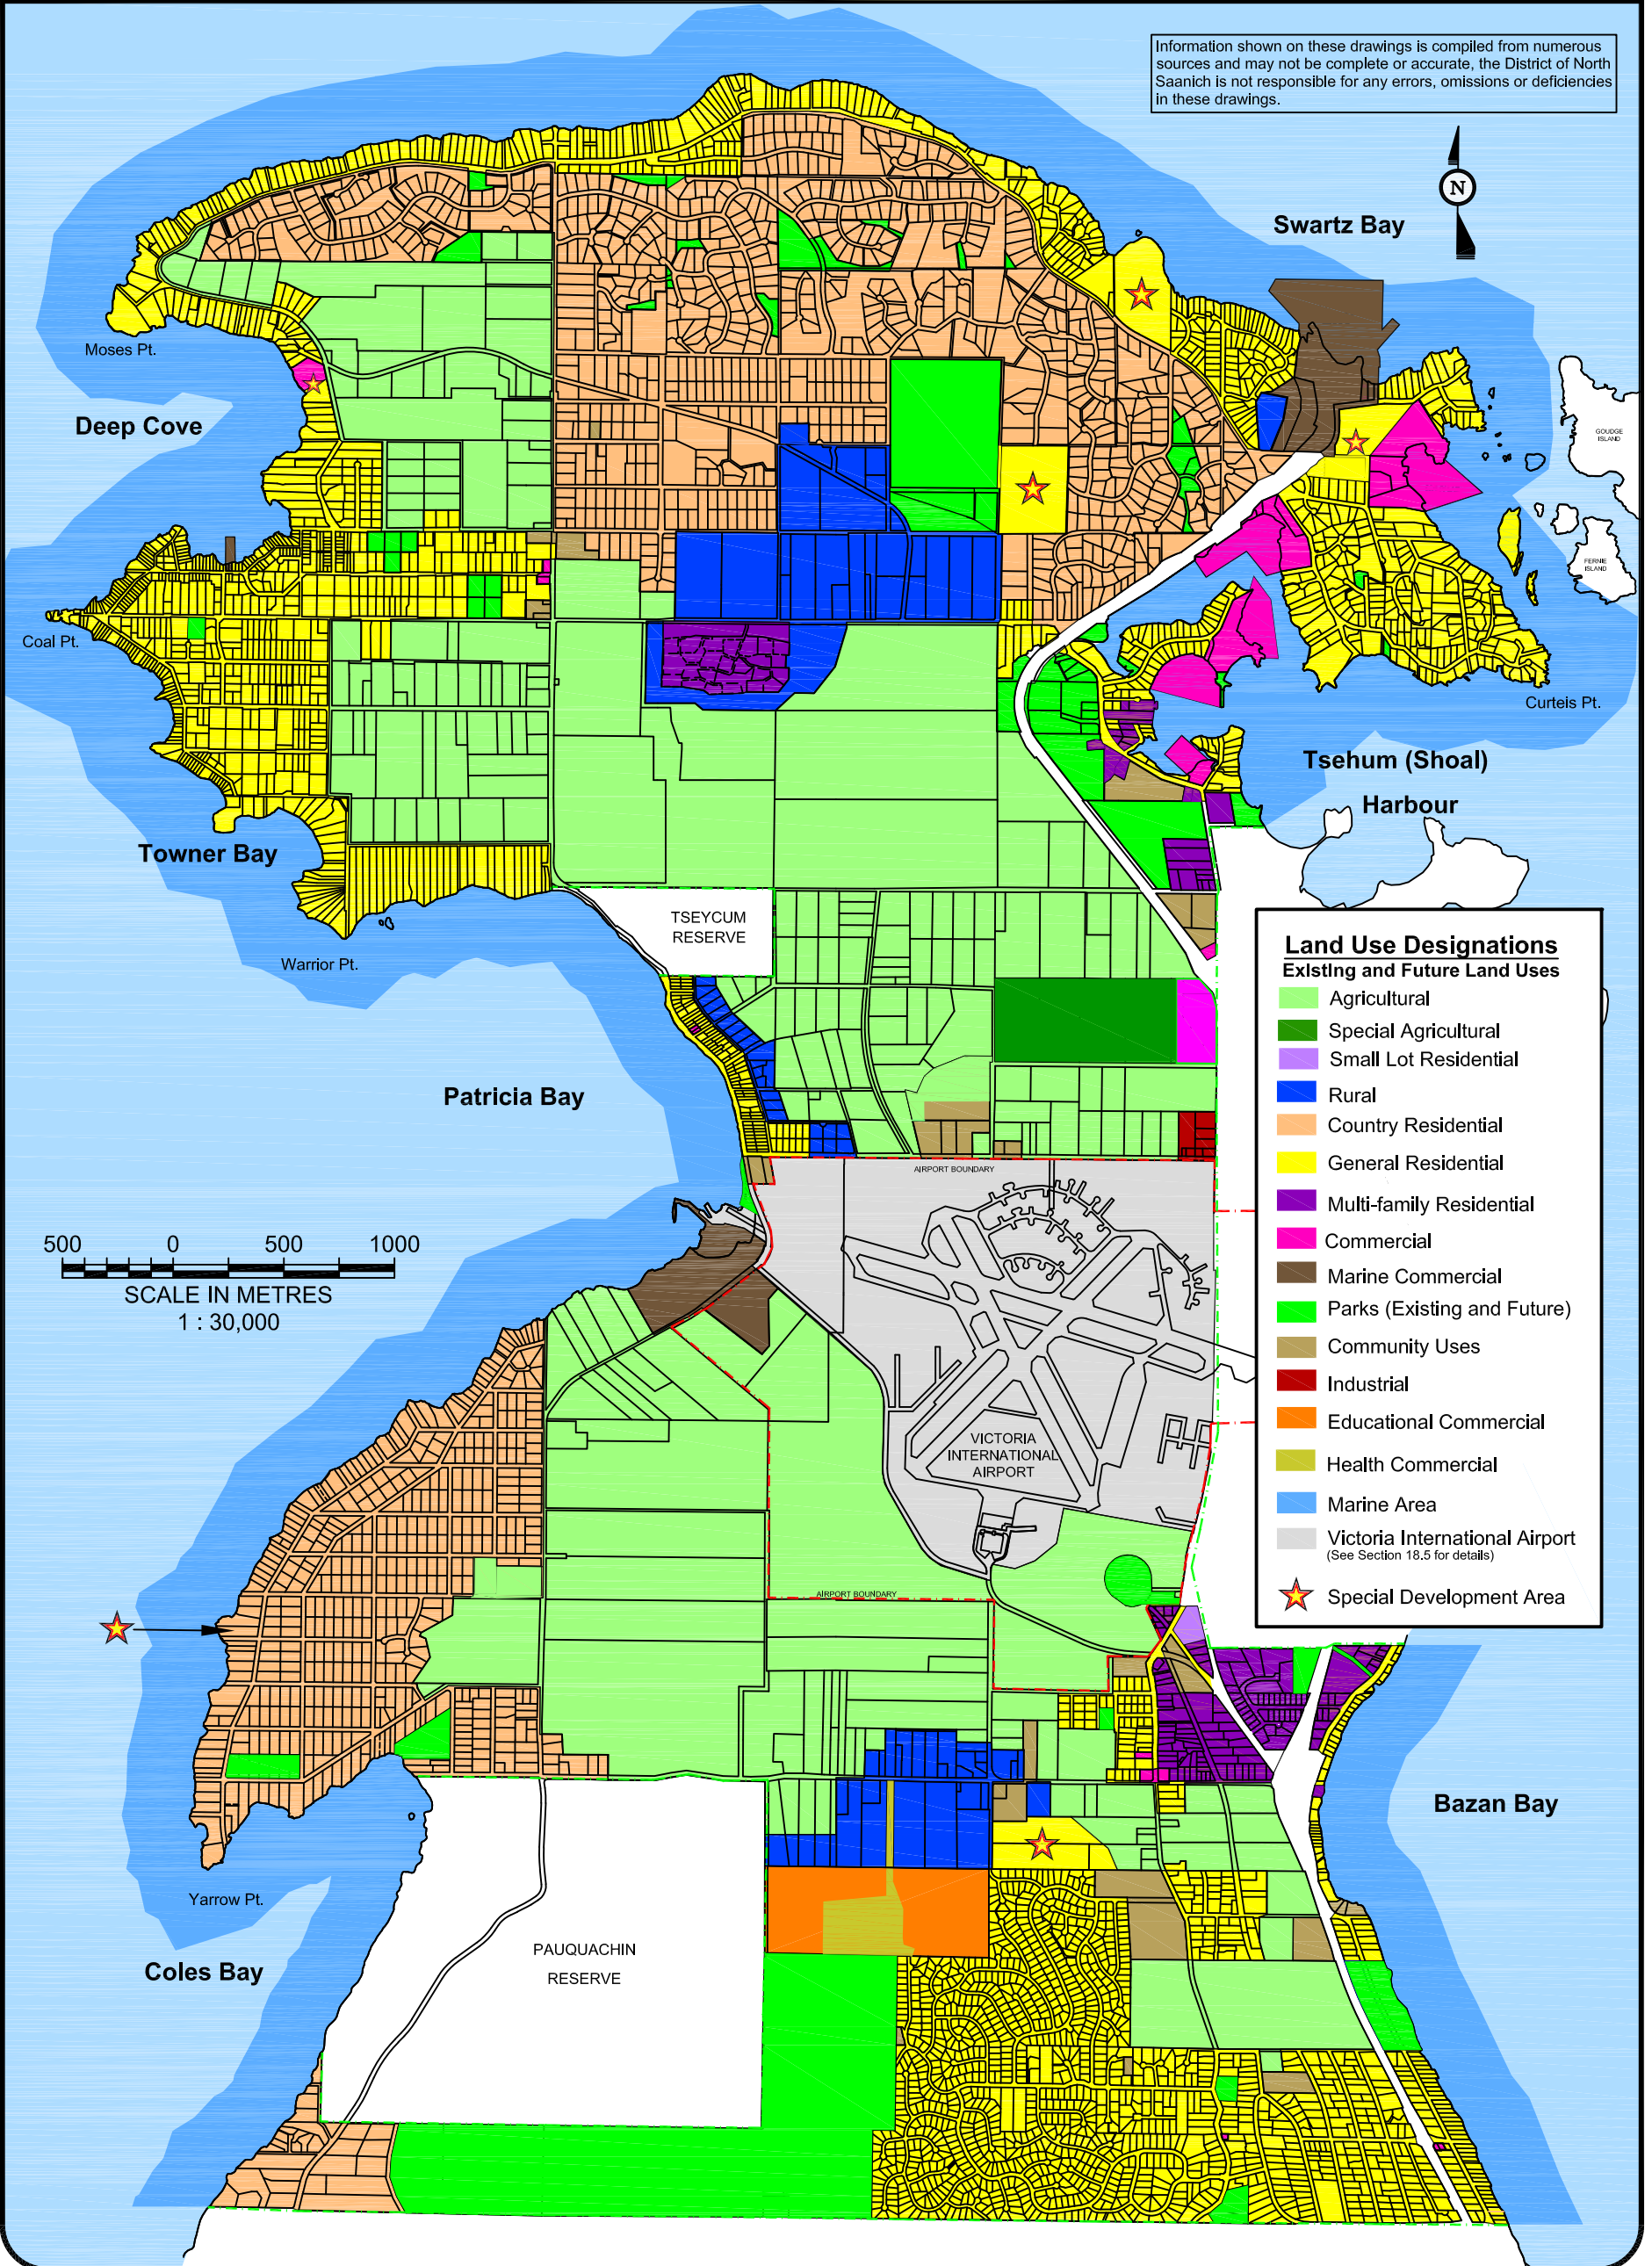 Information shown on these drawings is compiled from numerous
sources and may not be complete or accurate, the District of North
Saanich is not responsible for any errors, omissions or deficiencies
in these drawings.
N
Swartz Bay
Moses Pt.
Deep Cove
GOUDGE
ISLAND
FERNIE
ISLAND
Coal Pt.
Curteis Pt.
Tsehum (Shoal)
Harbour
Towner Bay
TSEYCUM
RESERVE
Warrior Pt.
Land Use Designations
Existing and Future Land Uses
Agricultural
Special Agricultural
Small Lot Residential
Rural
Country Residential
General Residential
Multi-family Residential
Commercial
Marine Commercial
Parks (Existing and Future)
Community Uses
Industrial
Educational Commercial
Health Commercial
Marine Area
Victoria International Airport
(See Section 18.5 for details)
Special Development Area
Patricia Bay
AIRPORT BOUNDARY
500 0 500 1000
SCALE IN METRES
1 : 30,000
VICTORIA
INTERNATIONAL
AIRPORT
AIRPORT BOUNDARY
Bazan Bay
Yarrow Pt.
Coles Bay
PAUQUACHIN
RESERVE